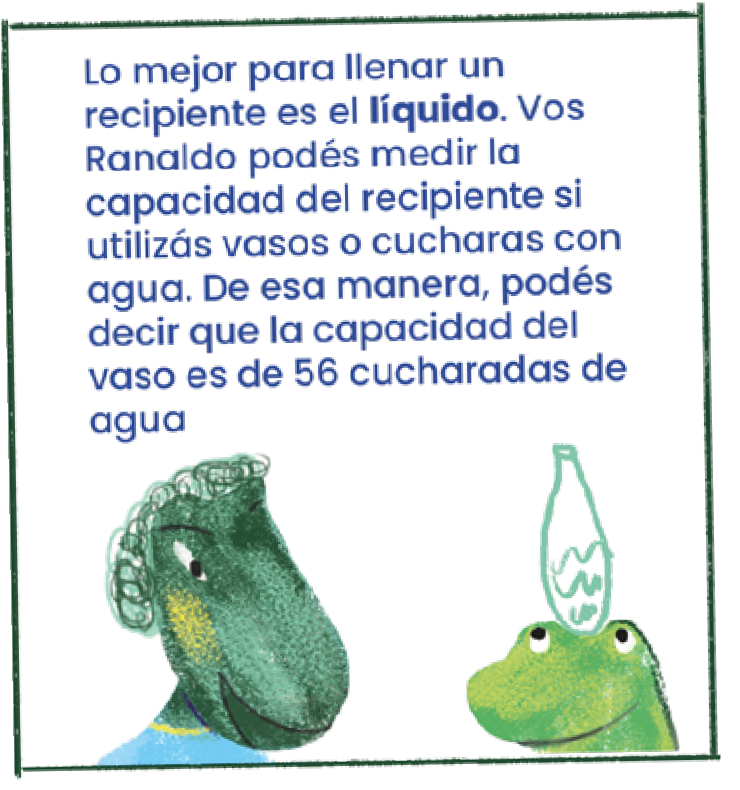 Lo mejor para llenar un
recipiente es el líquido. Vos
Ranaldo podés medir la
capacidad del recipiente si
utilizás vasos o cucharas con
agua. De esa manera, podés
decir que la capacidad del
vaso es de 56 cucharadas de
agua